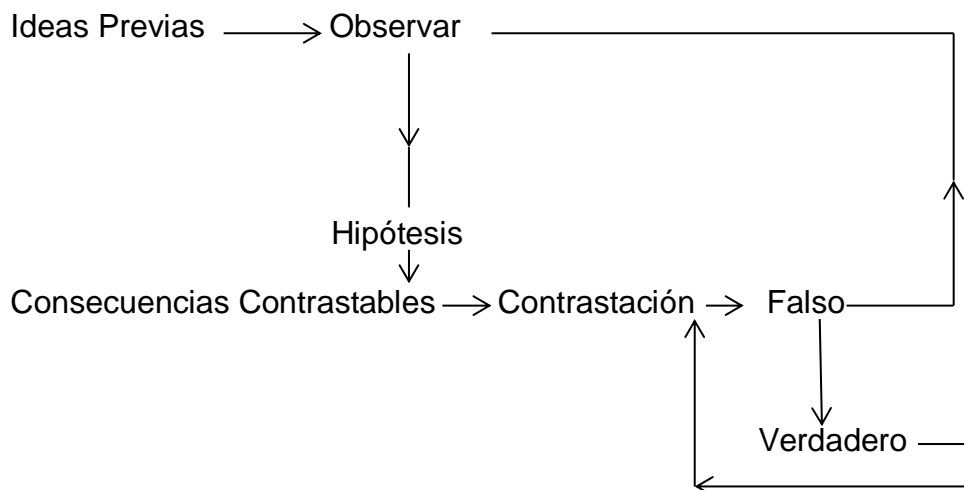 Ideas Previas Observar
Hipótesis
Consecuencias Contrastables Contrastación Falso
Verdadero